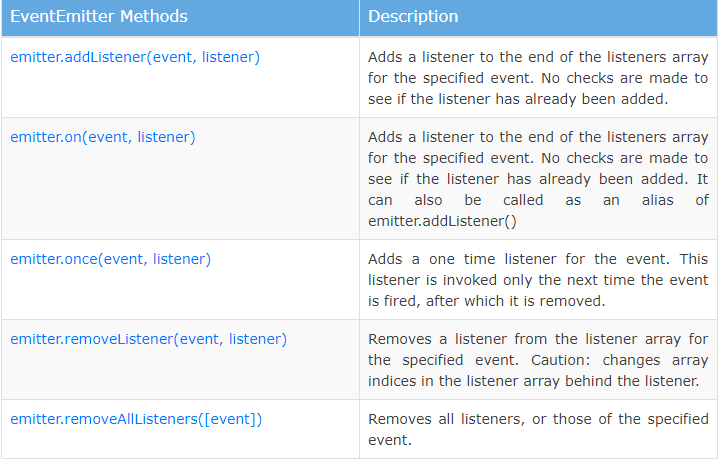 EventEmitter Methods
Description
emitter.addListener(event, listener)
Adds a listener to the end of the listeners array
for the specified event. No checks are made to
see if the listener has already been added.
emitter.on(event, listener)
Adds a listener to the end of the listeners array
for the specified event. No checks are made to
see if the listener has already been added. It
can also be called as an alias of
emitter.addListener()
emitter.once(event, listener)
Adds a one time listener for the event. This
listener is invoked only the next time the event
is fired, after which it is removed.
emitter.removeListener(event, listener)
Removes a listener from the listener array for
the specified event. Caution: changes array
indices in the listener array behind the listener.
emitter.removeAllListeners([event])
Removes all listeners, or those of the specified
event.